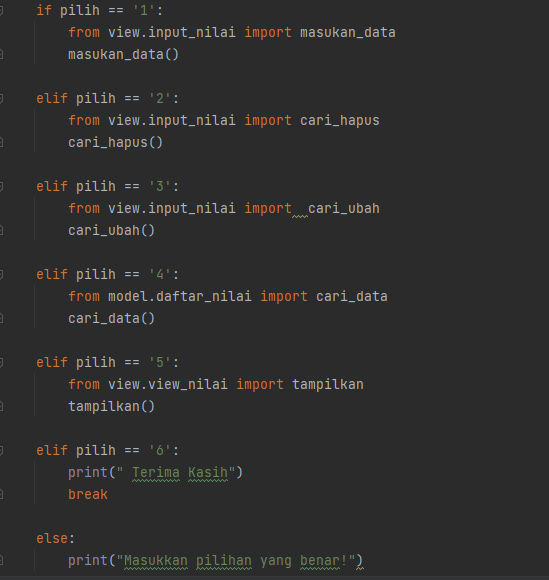 if pilih == '1':
    from view.input_nilai import masukan_data
    masukan_data()

elif pilih == '2':
    from view.input_nilai import cari_hapus
    cari_hapus()

elif pilih == '3':
    from view.input_nilai import  cari_ubah
    cari_ubah()

elif pilih == '4':
    from model.daftar_nilai import cari_data
    cari_data()

elif pilih == '5':
    from view.view_nilai import tampilkan
    tampilkan()

elif pilih == '6':
    print(" Terima Kasih")
    break

else:
    print("Masukkan pilihan yang benar!")